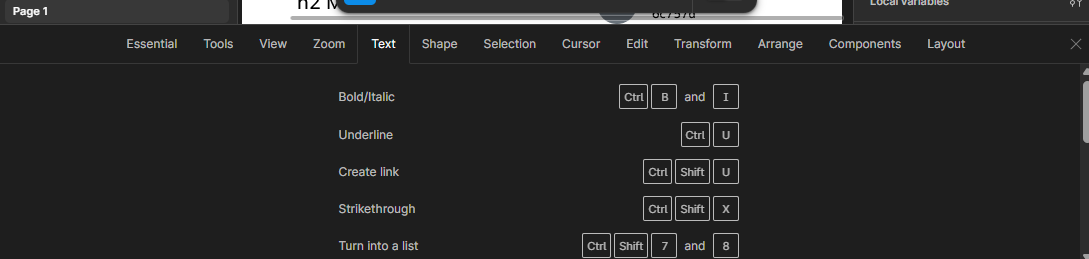 Page 1
h2 M
6c757d
Local variables
Essential Tools View Zoom Text Shape Selection Cursor Edit Transform Arrange Components Layout
Bold/Italic Ctrl B and I
Underline Ctrl U
Create link Ctrl Shift U
Strikethrough Ctrl Shift X
Turn into a list Ctrl Shift 7 and 8